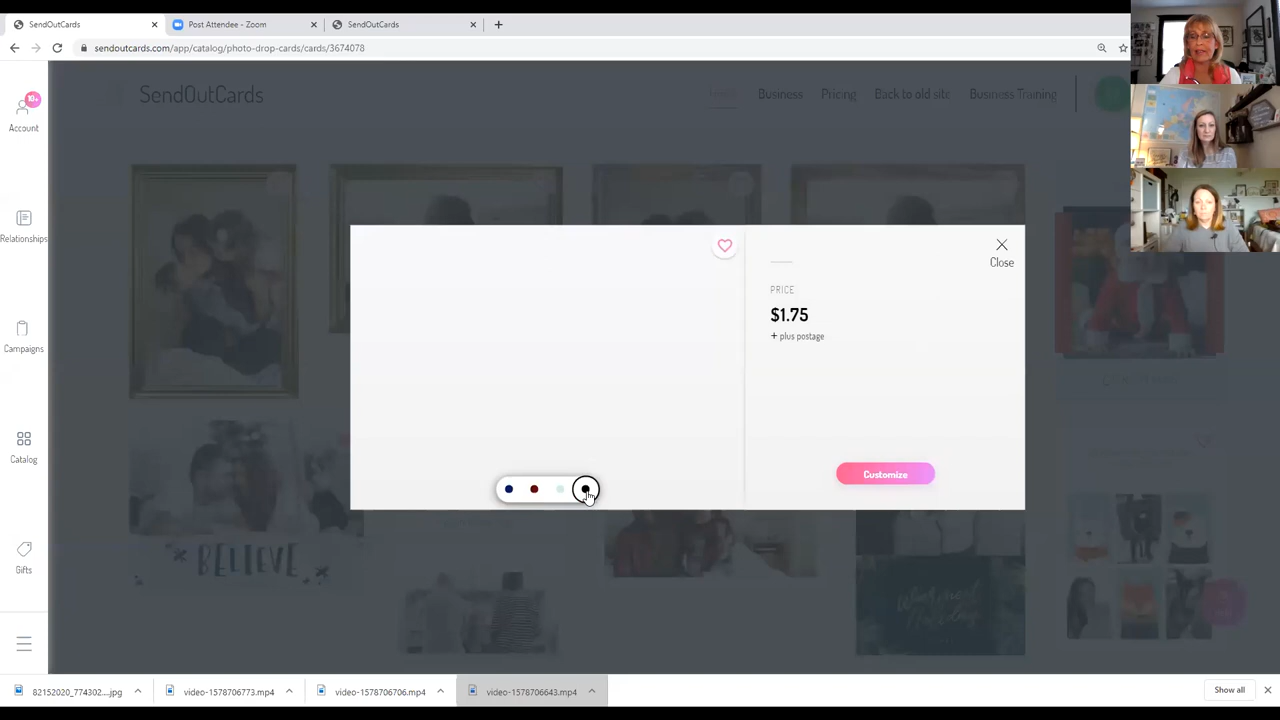 SendOutCards
Post Attendee - Zoom
SendOutCards
sendoutcards.com/app/catalog/photo-drop-cards/cards/3674078
10+
Account
Relationships
Campaigns
Catalog
Gifts
SendOutCards
Business
Pricing
Back to old site
Business Training
Close
PRICE
$1.75
+ plus postage
Customize
BELIEVE
82152020_774302....jpg
video-1578706773.mp4
video-1578706706.mp4
video-1578706643.mp4
Show all